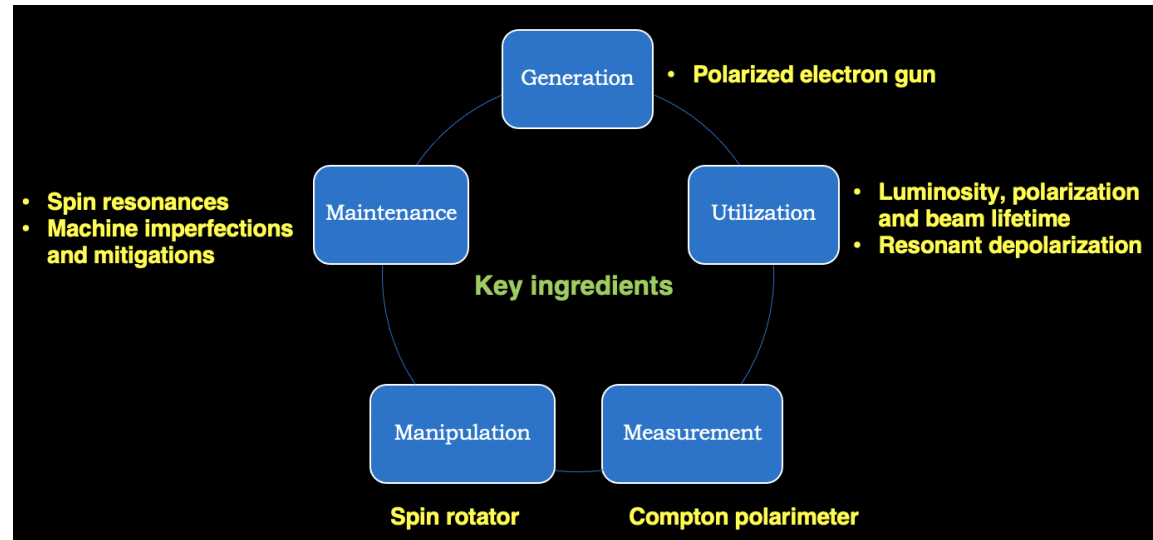 Generation
• Polarized electron gun
Maintenance
• Spin resonances
• Machine imperfections
and mitigations
Utilization
• Luminosity, polarization
and beam lifetime
• Resonant depolarization
Key ingredients
Manipulation
Measurement
Spin rotator
Compton polarimeter